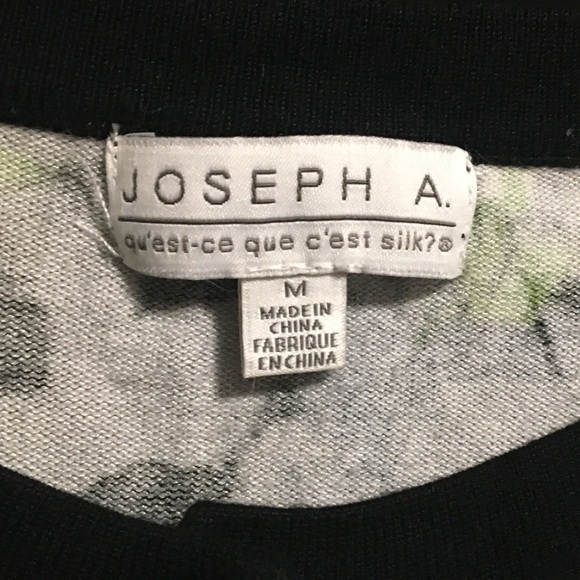 JOSEPH A.
qu'est-ce que c'est silk?®
M
MADE IN
CHINA
FABRIQUE
EN CHINA